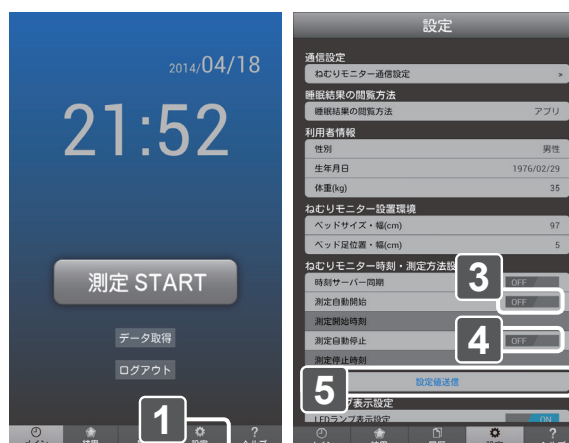 2014/04/18
21:52
測定 START
データ取得
ログアウト
1
?
設定
通信設定
ねむりモニター通信設定 »
睡眠結果の閲覧方法
睡眠結果の閲覧方法 アプリ
利用者情報
性別 男性
生年月日 1976/02/29
体重(kg) 35
ねむりモニター設置環境
ベッドサイズ・幅(cm) 97
ベッド足位置・幅(cm) 5
ねむりモニター時刻・測定方法設
3
時刻サーバー同期 OFF
測定自動開始 OFF
測定開始時刻
4
測定自動停止 OFF
測定停止時刻
5
設定値送信
表示設定
LEDランプ表示設定 ON
?